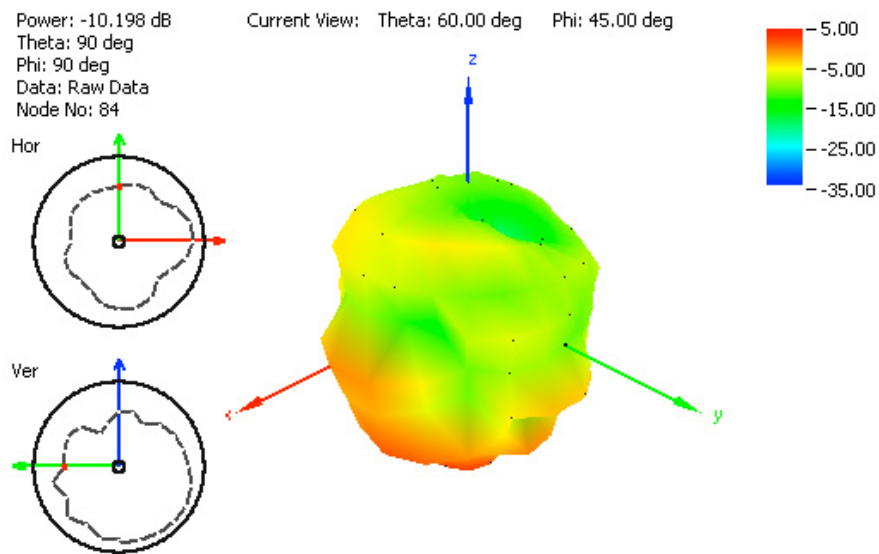 Power: -10.198 dB
Theta: 90 deg
Phi: 90 deg
Data: Raw Data
Node No: 84
Current View: Theta: 60.00 deg Phi: 45.00 deg
Hor
Ver
z
x
y
5.00
-5.00
-15.00
-25.00
-35.00